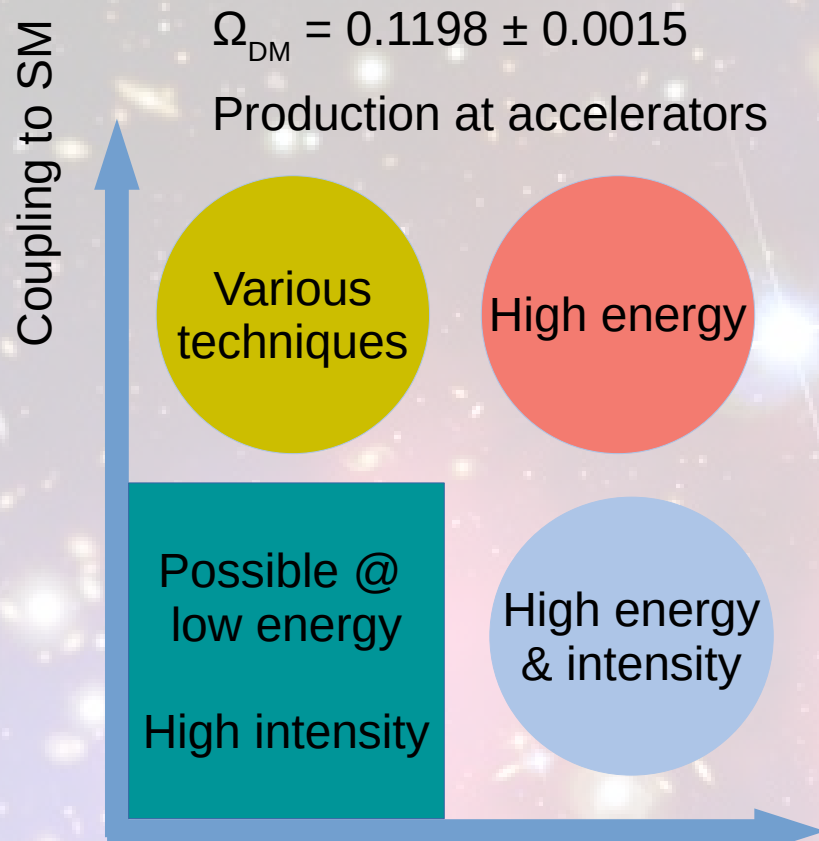 Ω_DM = 0.1198 ± 0.0015
Production at accelerators
Coupling to SM
Various
techniques
High energy
Possible @
low energy
High intensity
High energy
& intensity